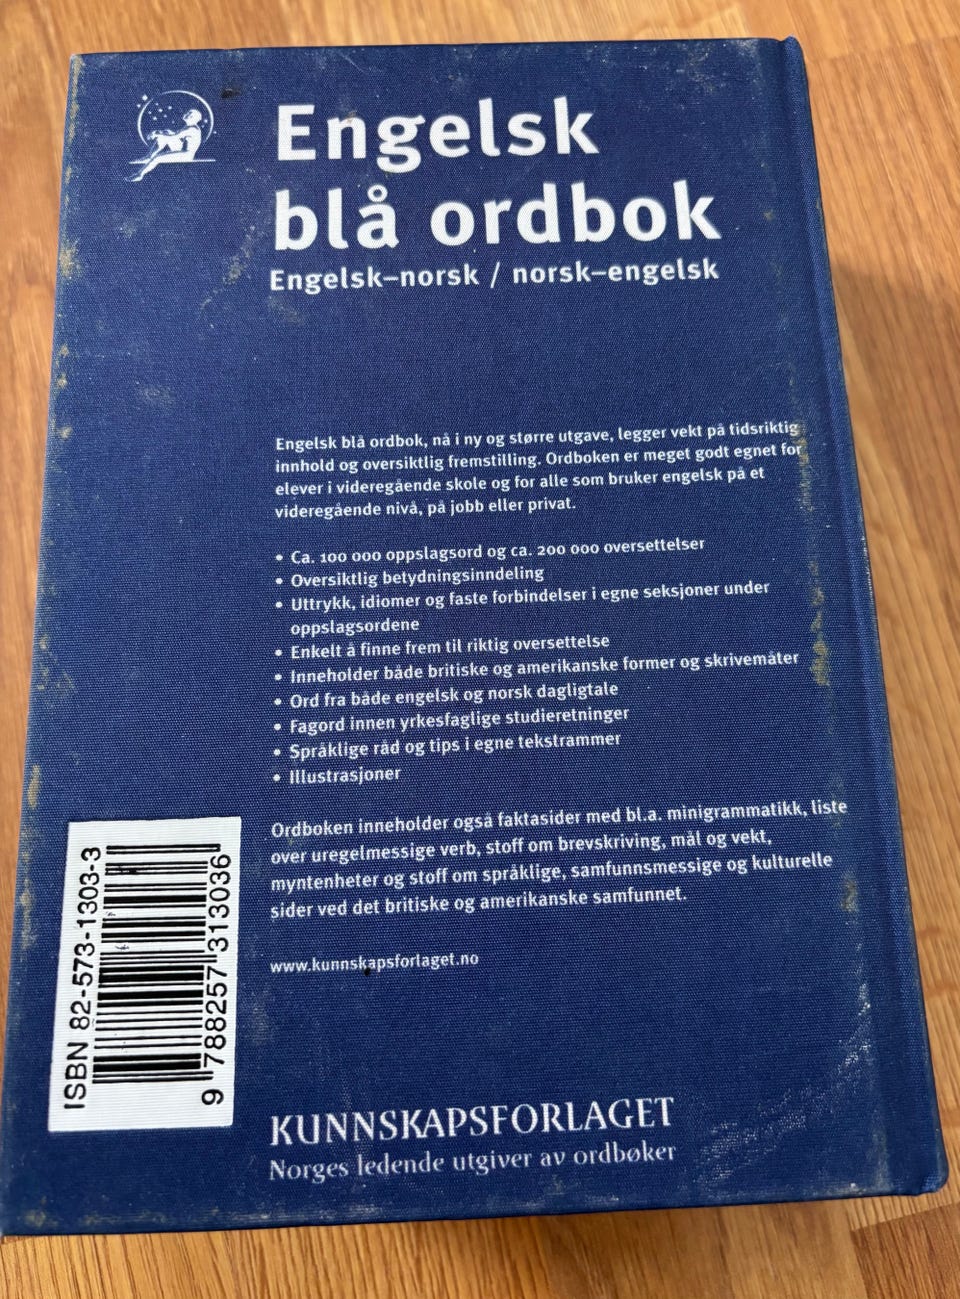 Engelsk
blå ordbok
Engelsk–norsk / norsk–engelsk
Engelsk blå ordbok, nå i ny og større utgave, legger vekt på tidsriktig
innhold og oversiktlig fremstilling. Ordboken er meget godt egnet for
elever i videregående skole og for alle som bruker engelsk på et
videregående nivå, på jobb eller privat.
• Ca. 100 000 oppslagsord og ca. 200 000 oversettelser
• Oversiktlig betydningsinndeling
• Uttrykk, idiomer og faste forbindelser i egne seksjoner under
oppslagsordene
• Enkelt å finne frem til riktig oversettelse
• Inneholder både britiske og amerikanske former og skrivemåter
• Ord fra både engelsk og norsk dagligtale
• Fagord innen yrkesfaglige studieretninger
• Språklige råd og tips i egne tekstrammer
• Illustrasjoner
Ordboken inneholder også faktasider med bl.a. minigrammatikk, liste
over uregelmessige verb, stoff om brevskriving, mål og vekt,
myntenheter og stoff om språklige, samfunnsmessige og kulturelle
sider ved det britiske og amerikanske samfunnet.
www.kunnskapsforlaget.no
ISBN 82-573-1303-3
9 788257 313036
KUNNSKAPSFORLAGET
Norges ledende utgiver av ordbøker